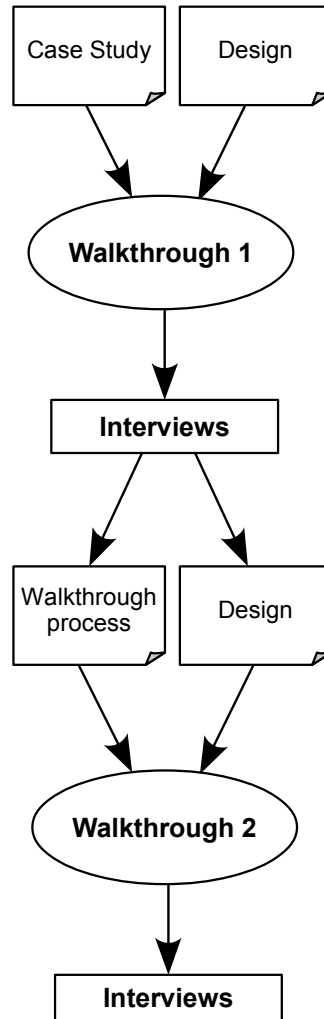 Case Study
Design
Walkthrough 1
Interviews
Walkthrough
process
Design
Walkthrough 2
Interviews